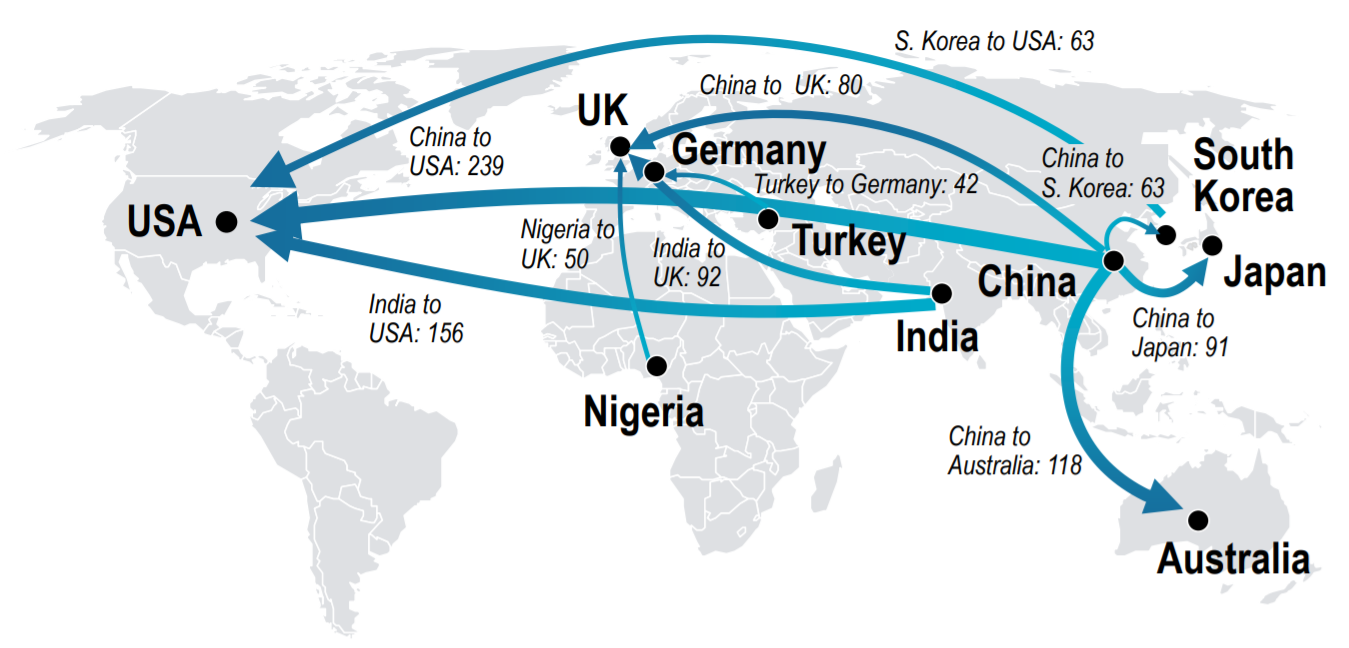 S. Korea to USA: 63
China to UK: 80
UK
China to
USA: 239
Germany
China to
S. Korea: 63
South
Korea
Turkey to Germany: 42
USA
Nigeria to
UK: 50
India to
UK: 92
Turkey
China
Japan
India to
USA: 156
India
China to
Japan: 91
Nigeria
China to
Australia: 118
Australia